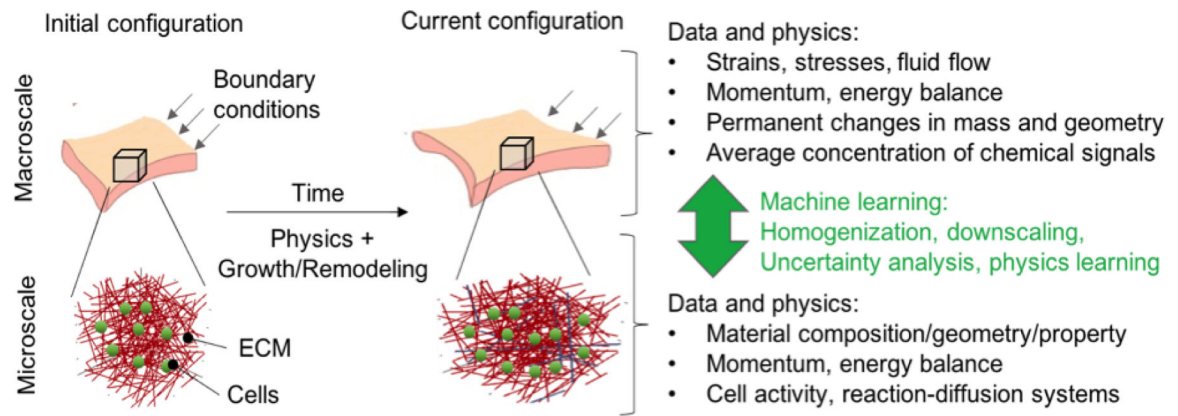 Initial configuration
Current configuration
Macroscale
Boundary
conditions
Time
Physics +
Growth/Remodeling
Microscale
ECM
Cells
Data and physics:
• Strains, stresses, fluid flow
• Momentum, energy balance
• Permanent changes in mass and geometry
• Average concentration of chemical signals
Machine learning:
Homogenization, downscaling,
Uncertainty analysis, physics learning
Data and physics:
• Material composition/geometry/property
• Momentum, energy balance
• Cell activity, reaction-diffusion systems